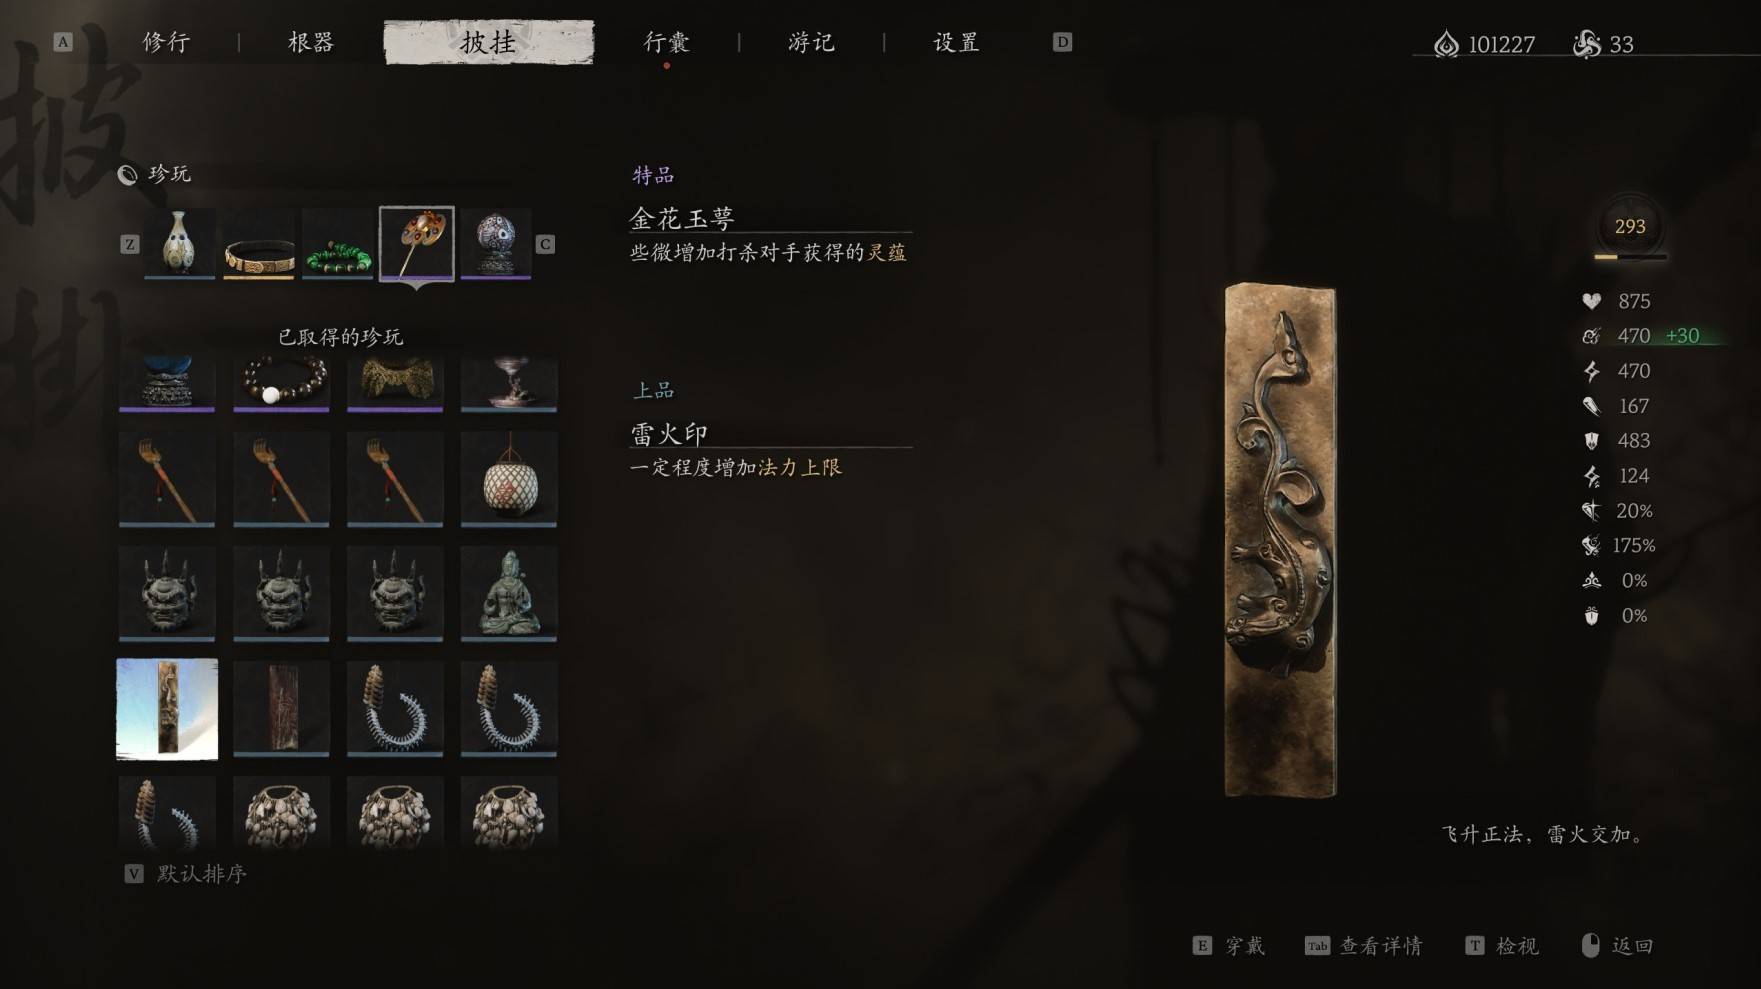 A 修行 根器 披挂 行囊 游记 设置 D 101227 33
披掛
珍玩
Z C
已取得的珍玩
V 默认排序
特品
金花玉萼
些微增加打杀对手获得的灵蕴
上品
雷火印
一定程度增加法力上限
293
875
470 +30
470
167
483
124
20%
175%
0%
0%
飞升正法，雷火交加。
E 穿戴 Tab 查看详情 T 检视 返回